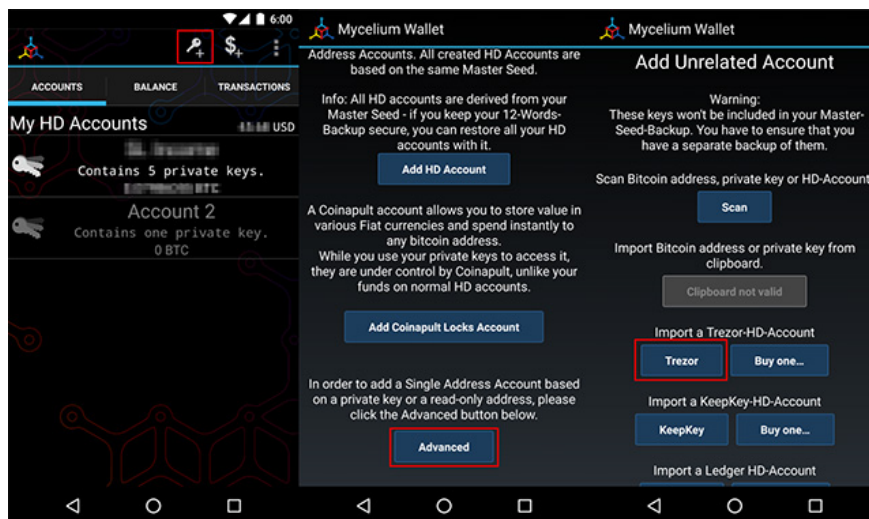 6:00
ACCOUNTS BALANCE TRANSACTIONS
My HD Accounts USD
Contains 5 private keys.
BTC
Account 2
Contains one private key.
0 BTC
Mycelium Wallet
Address Accounts. All created HD Accounts are
based on the same Master Seed.
Info: All HD accounts are derived from your
Master Seed - if you keep your 12-Words-
Backup secure, you can restore all your HD
accounts with it.
Add HD Account
A Coinapult account allows you to store value in
various Fiat currencies and spend instantly to
any bitcoin address.
While you use your private keys to access it,
they are under control by Coinapult, unlike your
funds on normal HD accounts.
Add Coinapult Locks Account
In order to add a Single Address Account based
on a private key or a read-only address, please
click the Advanced button below.
Advanced
Mycelium Wallet
Add Unrelated Account
Warning:
These keys won't be included in your Master-
Seed-Backup. You have to ensure that you
have a separate backup of them.
Scan Bitcoin address, private key or HD-Account
Scan
Import Bitcoin address or private key from
clipboard.
Clipboard not valid
Import a Trezor-HD-Account
Trezor Buy one...
Import a KeepKey-HD-Account
KeepKey Buy one...
Import a Ledger HD-Account